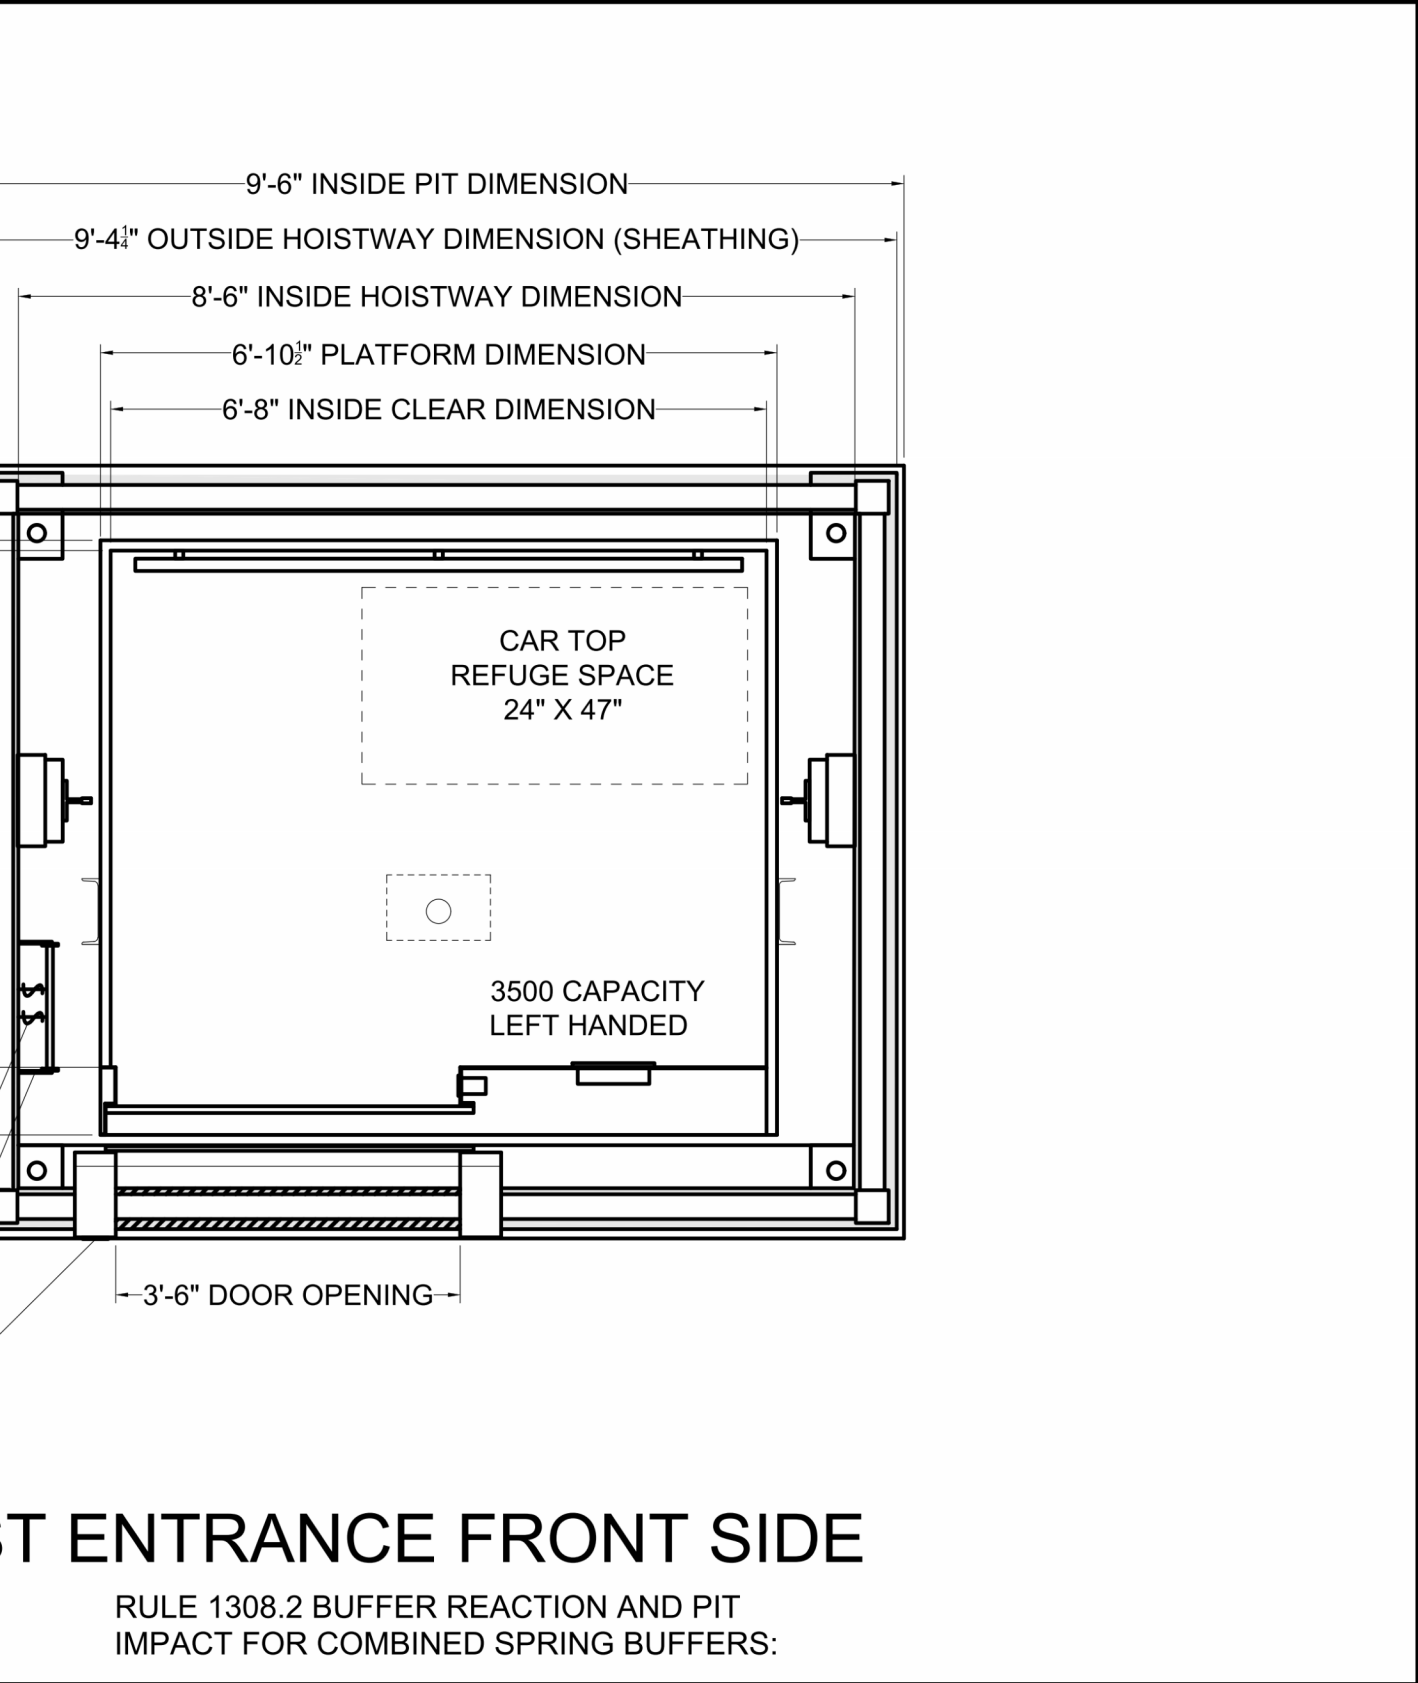 9'-6" INSIDE PIT DIMENSION
9'-4¼" OUTSIDE HOISTWAY DIMENSION (SHEATHING)
8'-6" INSIDE HOISTWAY DIMENSION
6'-10½" PLATFORM DIMENSION
6'-8" INSIDE CLEAR DIMENSION
CAR TOP
REFUGE SPACE
24" X 47"
3500 CAPACITY
LEFT HANDED
3'-6" DOOR OPENING
ENTRANCE FRONT SIDE
RULE 1308.2 BUFFER REACTION AND PIT
IMPACT FOR COMBINED SPRING BUFFERS: